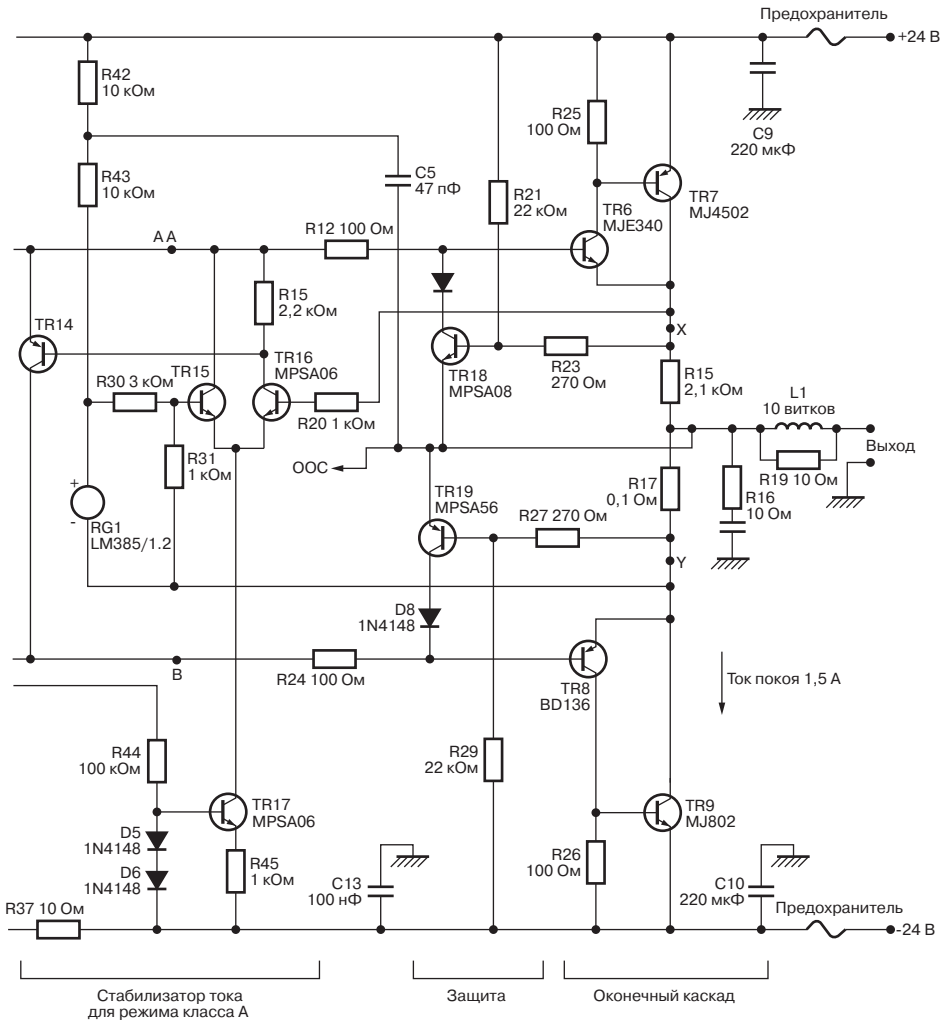 Предохранитель
+24 В
R42
10 кОм
R25
100 Ом
C9
220 мкФ
R43
10 кОм
C5
47 пФ
R21
22 кОм
TR6
MJE340
TR7
MJ4502
A A
R12 100 Ом
R15
2,2 кОм
X
TR14
TR16
MPSA06
TR15
TR18
MPSA08
R23
270 Ом
R15
2,1 кОм
R30 3 кОм
R20 1 кОм
L1
10 витков
Выход
R31
1 кОм
ООС
R19 10 Ом
R17
0,1 Ом
R16
10 Ом
TR19
MPSA56
R27 270 Ом
+
-
RG1
LM385/1.2
Y
D8
1N4148
B
R24 100 Ом
TR8
BD136
Ток покоя 1,5 А
R44
100 кОм
R29
22 кОм
TR17
MPSA06
TR9
MJ802
D5
1N4148
D6
1N4148
R45
1 кОм
C13
100 нФ
R26
100 Ом
C10
220 мкФ
R37 10 Ом
Предохранитель
-24 В
Стабилизатор тока
для режима класса А
Защита
Оконечный каскад